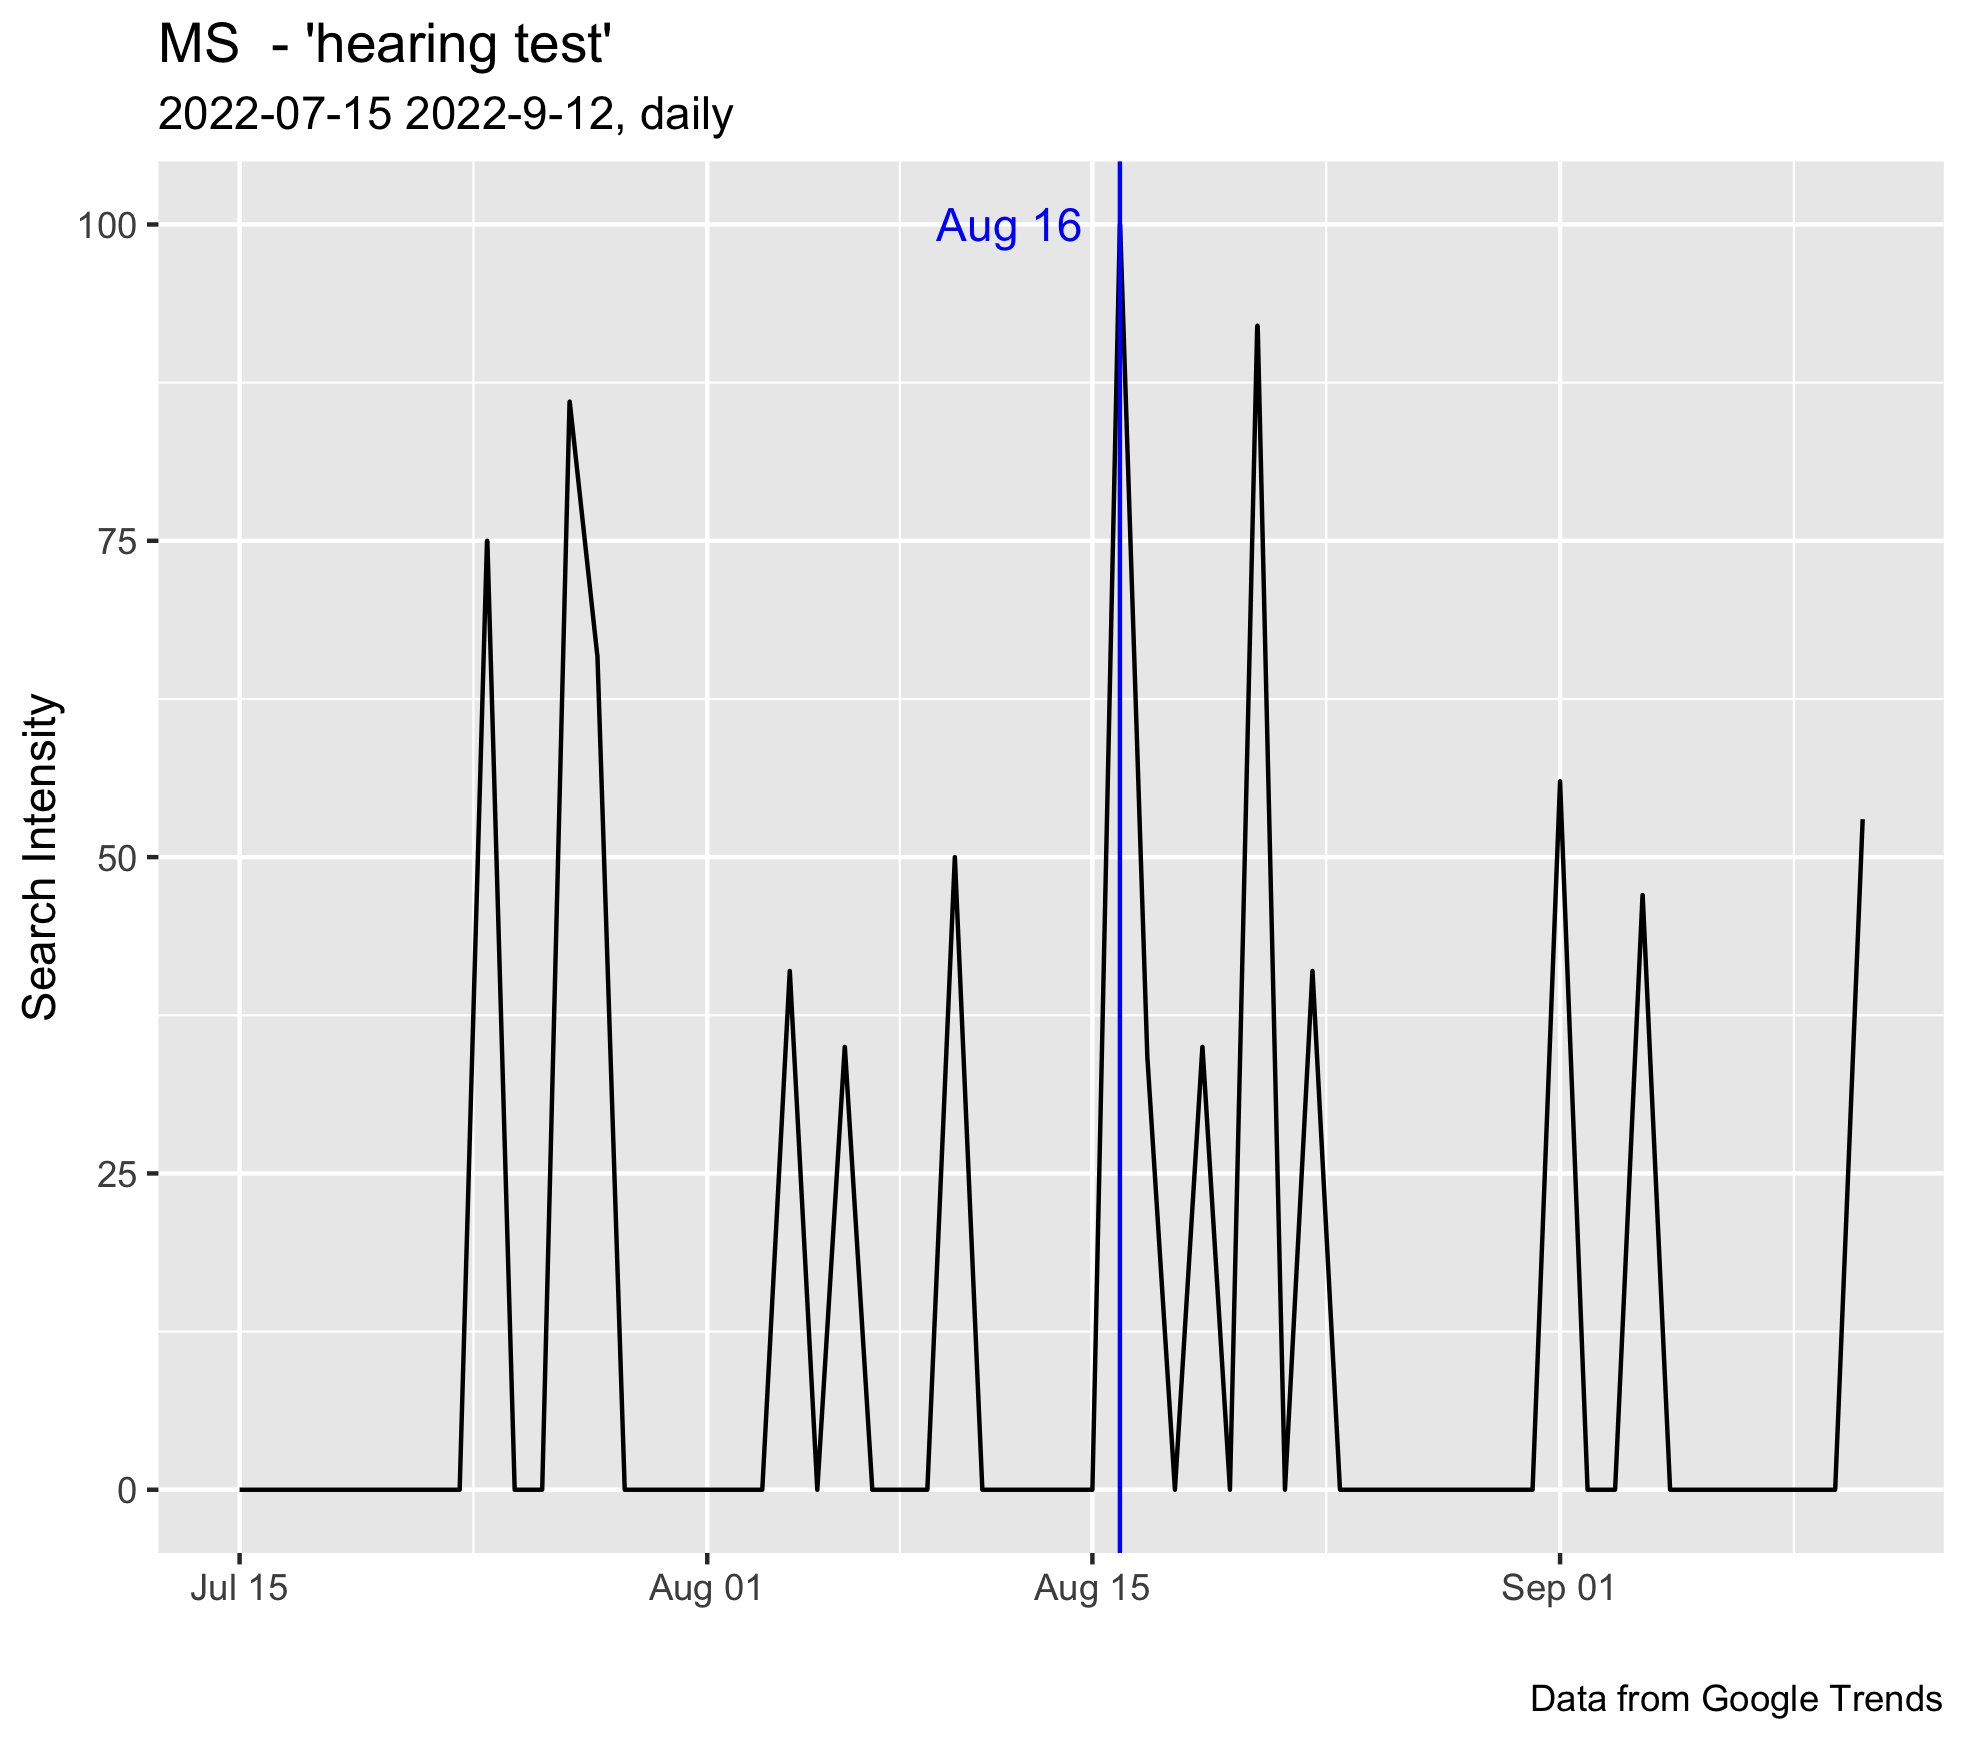 MS  - 'hearing test'
2022-07-15 2022-9-12, daily
Aug 16
100
75
50
25
0
Search Intensity
Jul 15
Aug 01
Aug 15
Sep 01
Data from Google Trends